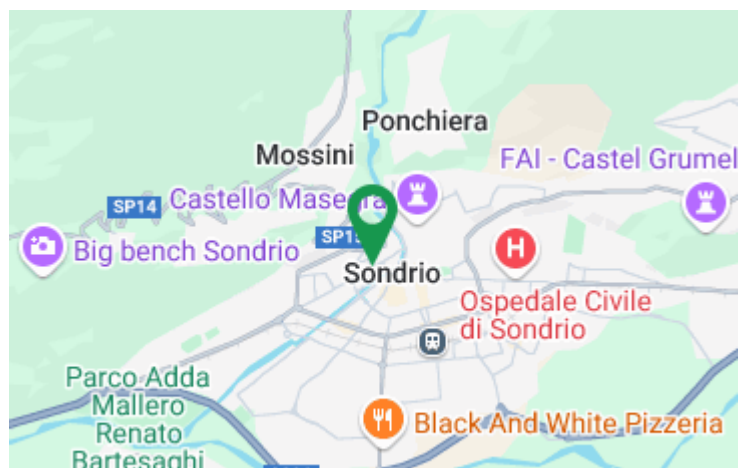 Ponchiera
Mossini
FAI - Castel Grumel
SP14
Castello Masegra
SP15
Big bench Sondrio
Sondrio
H
Ospedale Civile
di Sondrio
Parco Adda
Mallero
Renato
Bartesaghi
Black And White Pizzeria